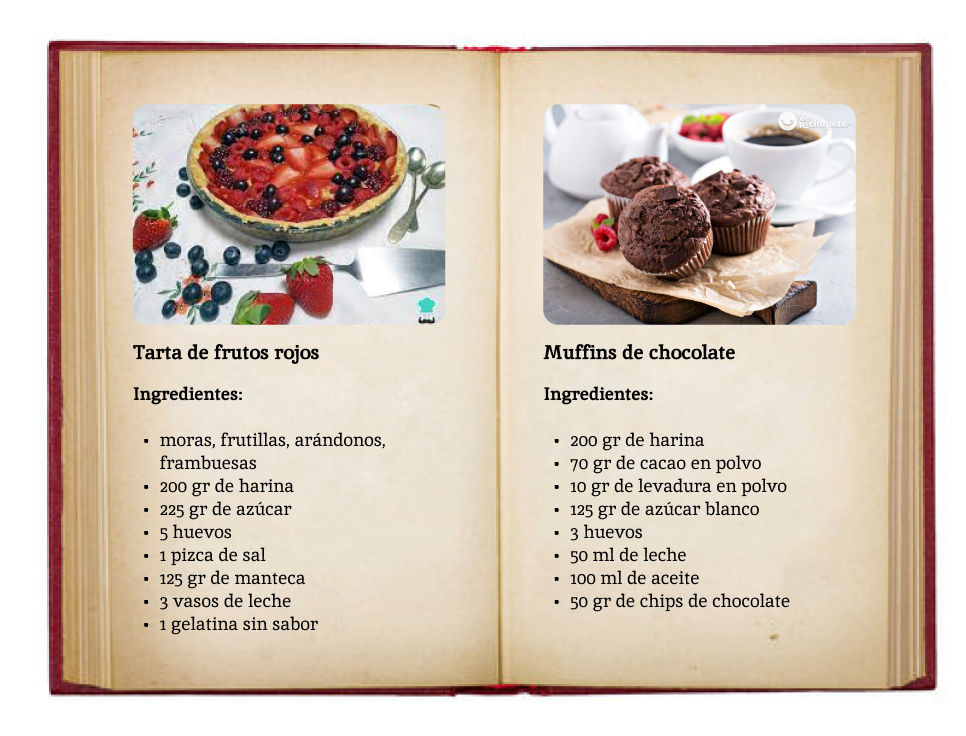 Tarta de frutos rojos
Ingredientes:
▪ moras, frutillas, arándonos,
frambuesas
▪ 200 gr de harina
▪ 225 gr de azúcar
▪ 5 huevos
▪ 1 pizca de sal
▪ 125 gr de manteca
▪ 3 vasos de leche
▪ 1 gelatina sin sabor
de
Rechupete
Muffins de chocolate
Ingredientes:
▪ 200 gr de harina
▪ 70 gr de cacao en polvo
▪ 10 gr de levadura en polvo
▪ 125 gr de azúcar blanco
▪ 3 huevos
▪ 50 ml de leche
▪ 100 ml de aceite
▪ 50 gr de chips de chocolate